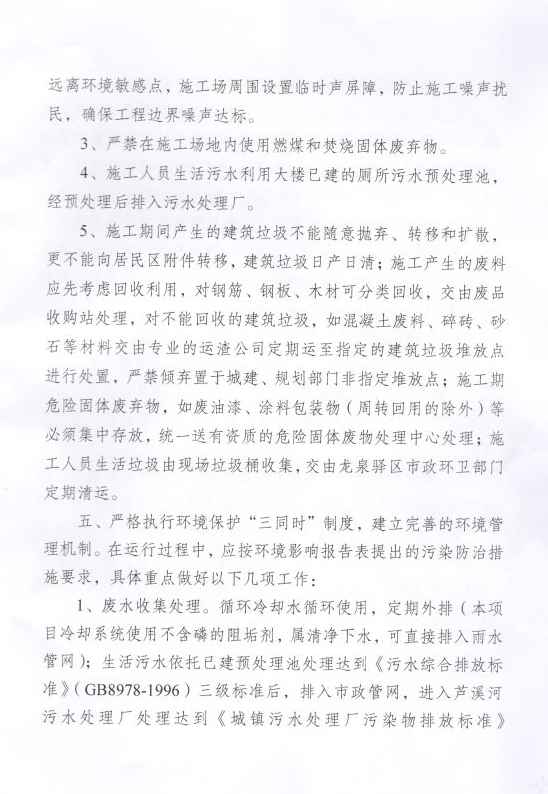 远离环境敏感点，施工场周围设置临时声屏障，防止施工噪声扰
民，确保工程边界噪声达标。
3、严禁在施工场地内使用燃煤和焚烧固体废弃物。
4、施工人员生活污水利用大楼已建的厕所污水预处理池，
经预处理后排入污水处理厂。
5、施工期间产生的建筑垃圾不能随意抛弃、转移和扩散，
更不能向居民区附件转移，建筑垃圾日产日清；施工产生的废料
应先考虑回收利用，对钢筋、钢板、木材可分类回收，交由废品
收购站处理，对不能回收的建筑垃圾，如混凝土废料、碎砖、砂
石等材料交由专业的运渣公司定期运至指定的建筑垃圾堆放点
进行处置，严禁倾弃置于城建、规划部门非指定堆放点；施工期
危险固体废弃物，如废油漆、涂料包装物（周转回用的除外）等
必须集中存放，统一送有资质的危险固体废物处理中心处理；施
工人员生活垃圾由现场垃圾桶收集，交由龙泉驿区市政环卫部门
定期清运。
五、严格执行环境保护“三同时”制度，建立完善的环境管
理机制。在运行过程中，应按环境影响报告表提出的污染防治措
施要求，具体重点做好以下几项工作：
1、废水收集处理。循环冷却水循环使用，定期外排（本项
目冷却系统使用不含磷的阻垢剂，属清净下水，可直接排入雨水
管网）；生活污水依托已建预处理池处理达到《污水综合排放标
准》（GB8978-1996）三级标准后，排入市政管网，进入芦溪河
污水处理厂处理达到《城镇污水处理厂污染物排放标准》